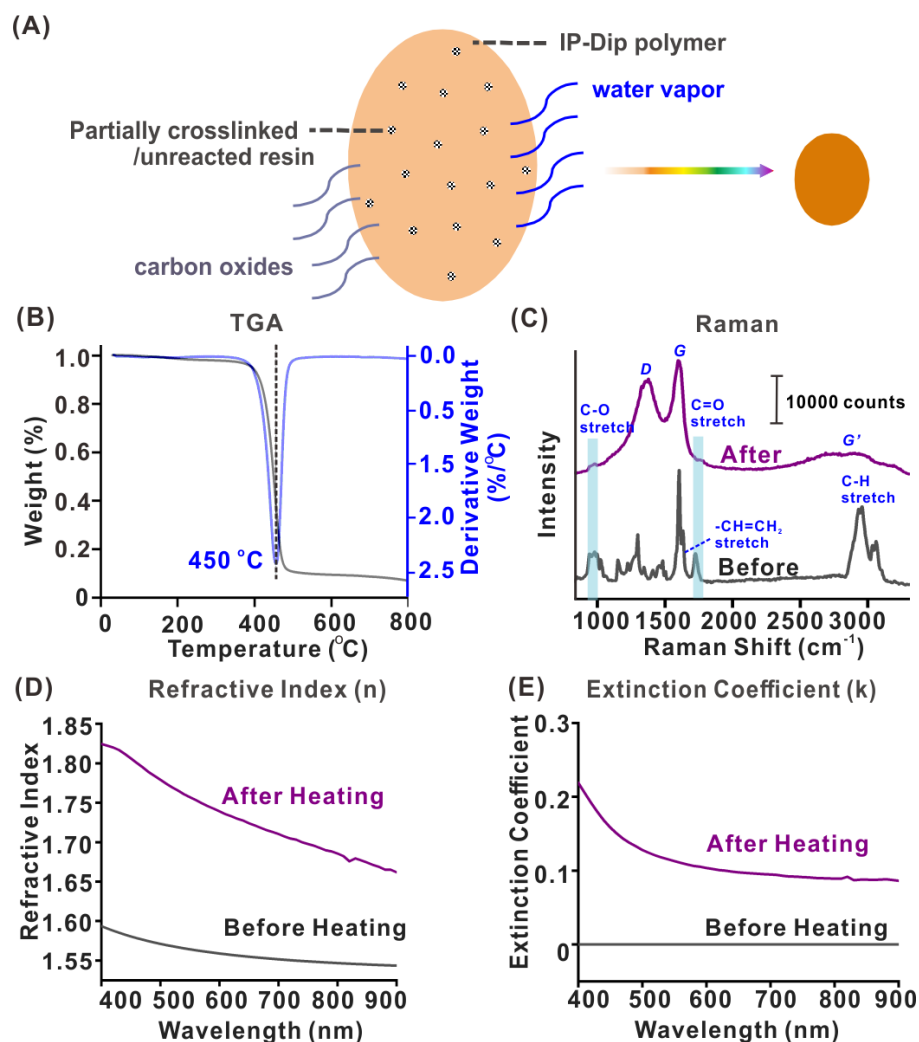 (A)
IP-Dip polymer
water vapor
Partially crosslinked
/unreacted resin
carbon oxides
(B)
TGA
1.0
0.8
0.6
0.4
0.2
0
Weight (%)
0.0
0.5
1.5
2.0
2.5
Derivative Weight
(%/°C)
450 °C
0
200
400
600
800
Temperature (°C)
(C)
Raman
D
G
10000 counts
C-O
stretch
C=O
stretch
G'
After
C-H
stretch
-CH=CH₂
stretch
Before
Intensity
1000
1500
2000
2500
3000
Raman Shift (cm⁻¹)
(D)
Refractive Index (n)
1.85
1.80
1.75
1.70
1.65
1.60
1.55
Refractive Index
After Heating
Before Heating
400 500 600 700 800 900
Wavelength (nm)
(E)
Extinction Coefficient (k)
0.3
0.2
0.1
0
Extinction Coefficient
After Heating
Before Heating
400 500 600 700 800 900
Wavelength (nm)